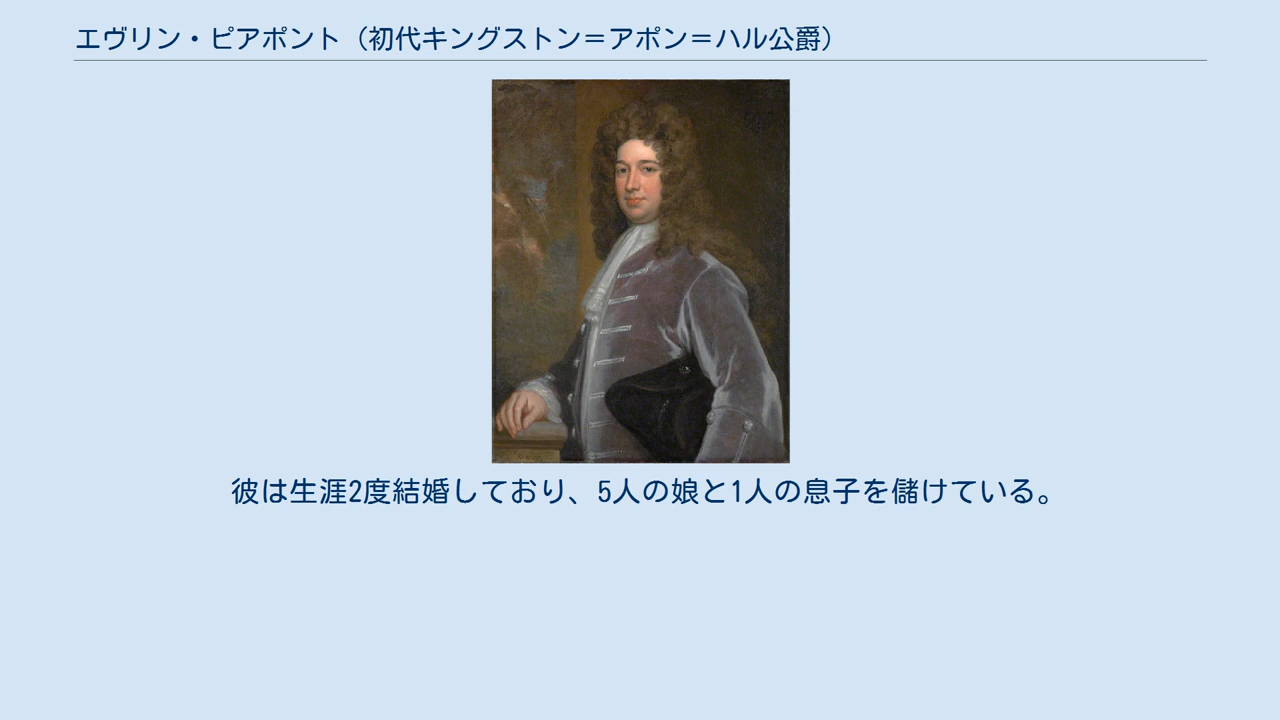 エヴリン・ピアポント（初代キングストン＝アポン＝ハル公爵）
彼は生涯2度結婚しており、5人の娘と1人の息子を儲けている。